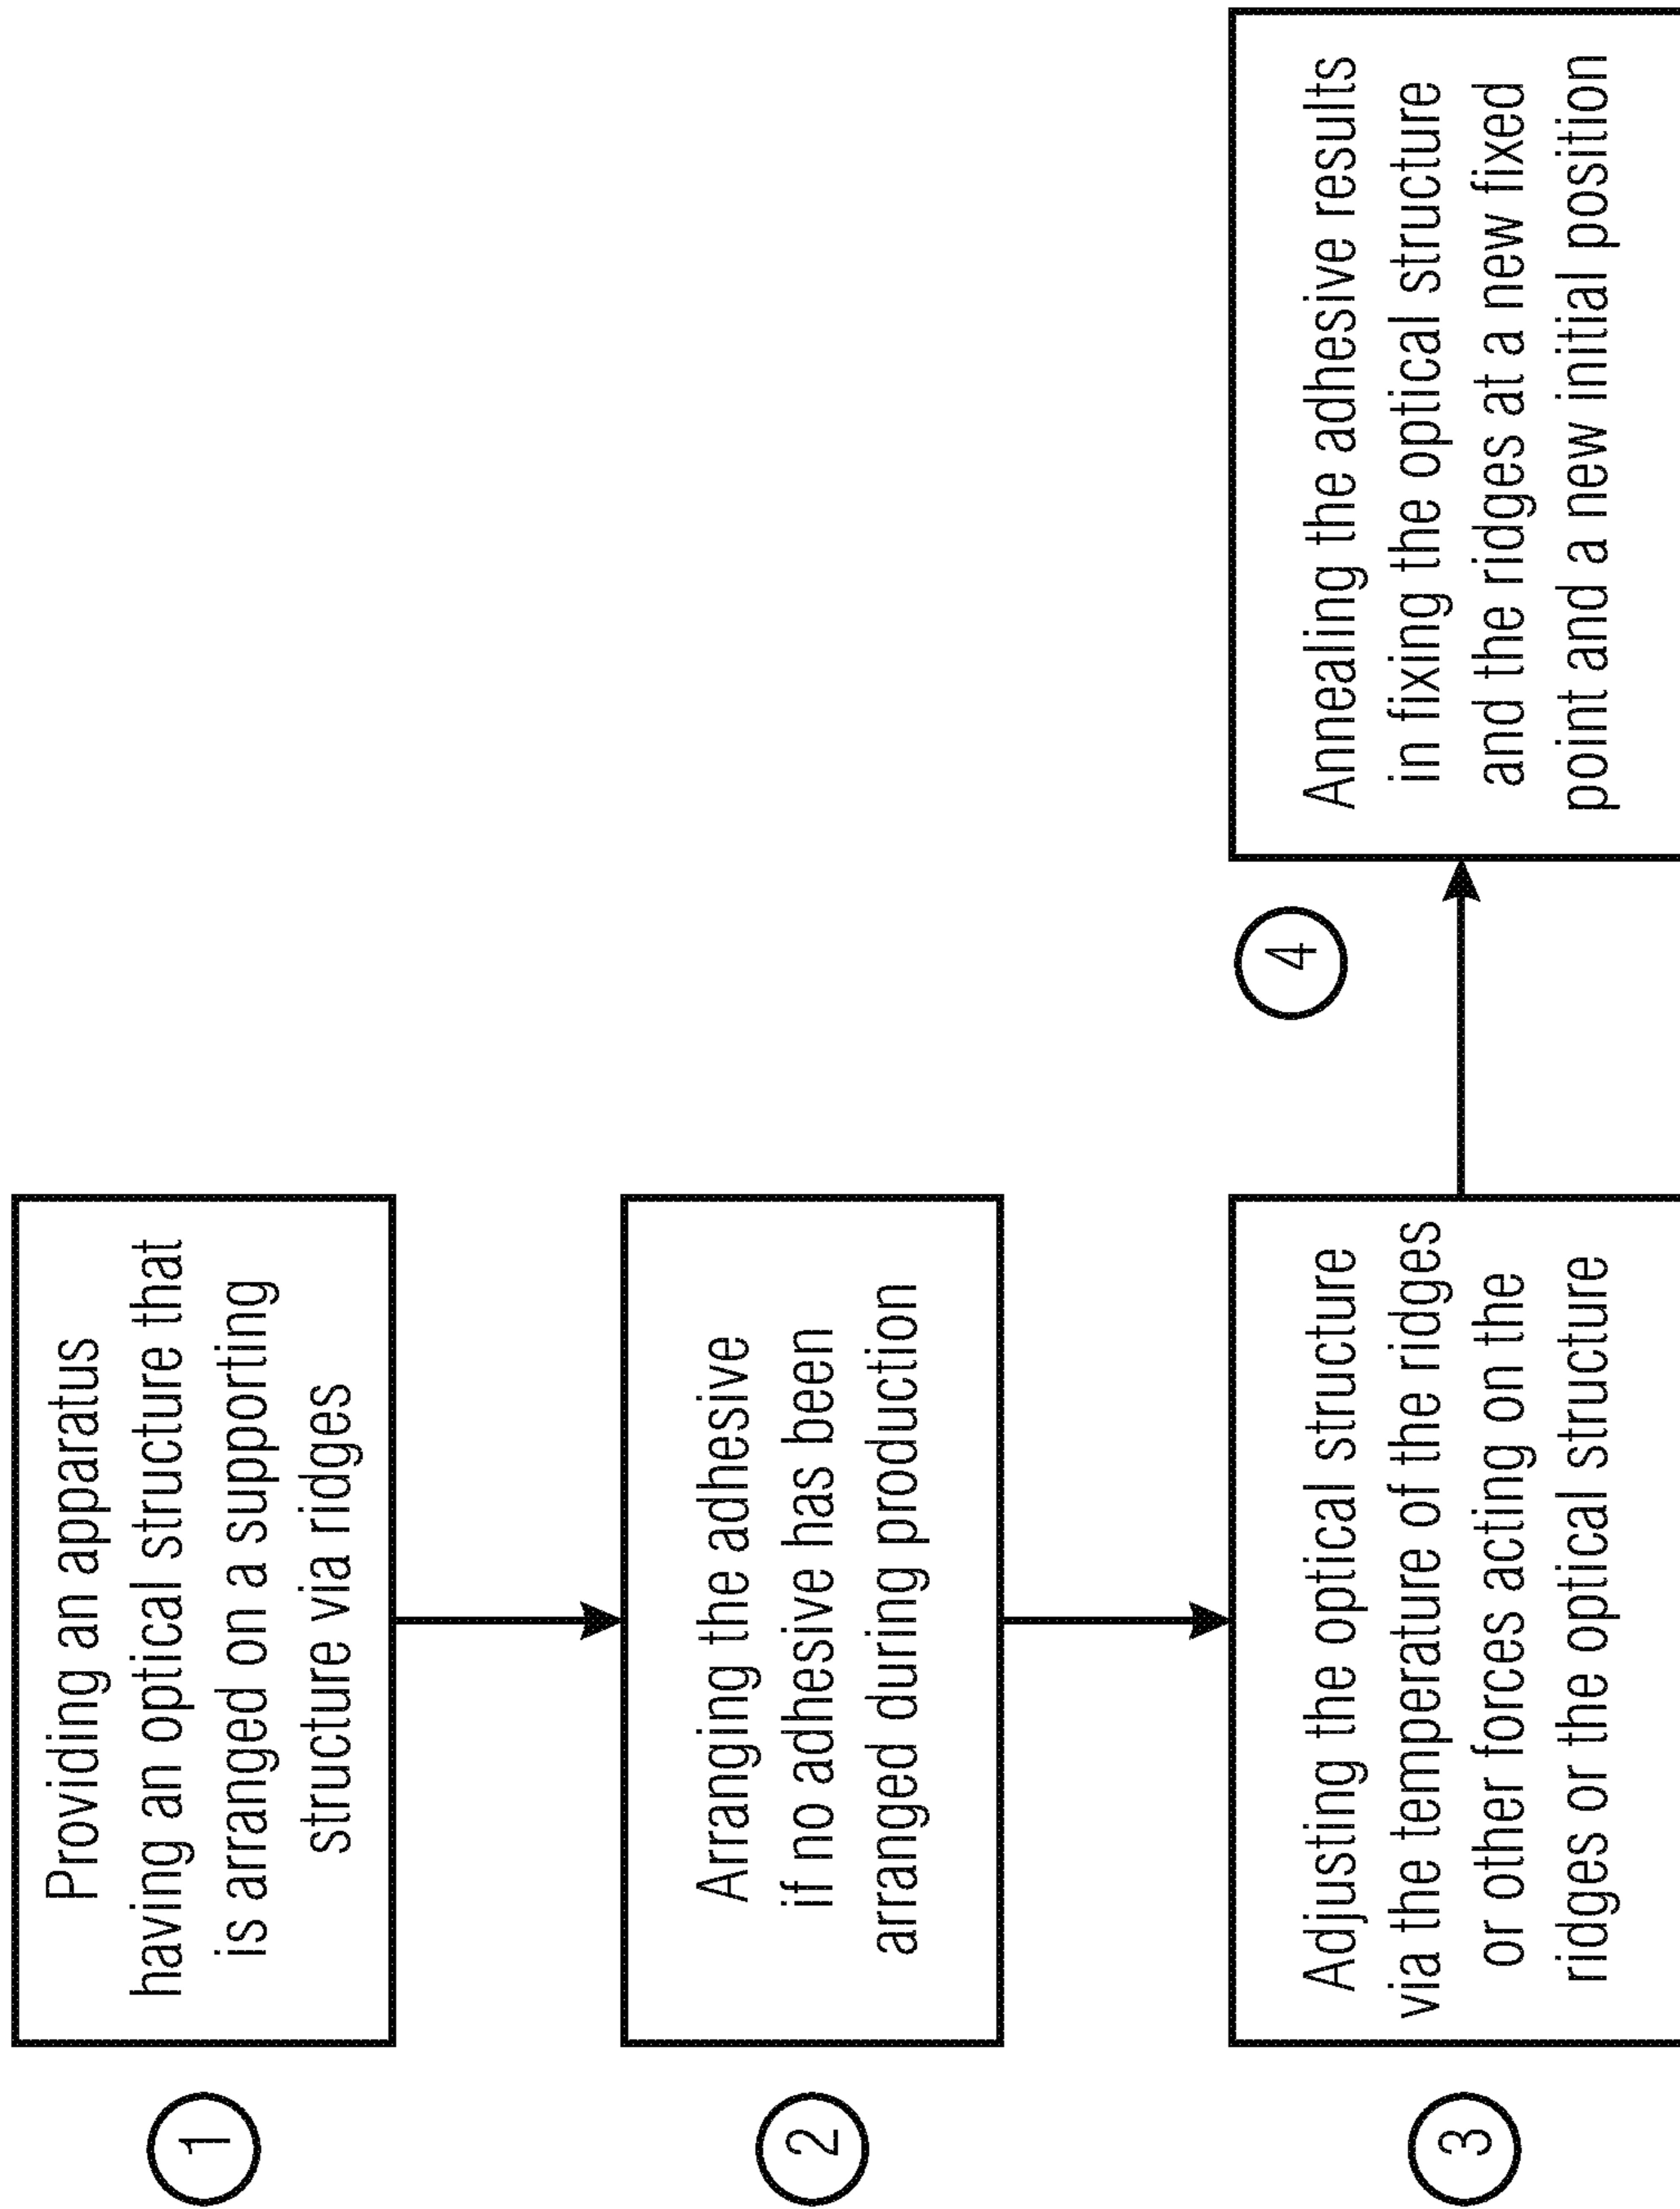 1
Providing an apparatus
having an optical structure that
is arranged on a supporting
structure via ridges
2
Arranging the adhesive
if no adhesive has been
arranged during production
3
Adjusting the optical structure
via the temperature of the ridges
or other forces acting on the
ridges or the optical structure
4
Annealing the adhesive results
in fixing the optical structure
and the ridges at a new fixed
point and a new initial position